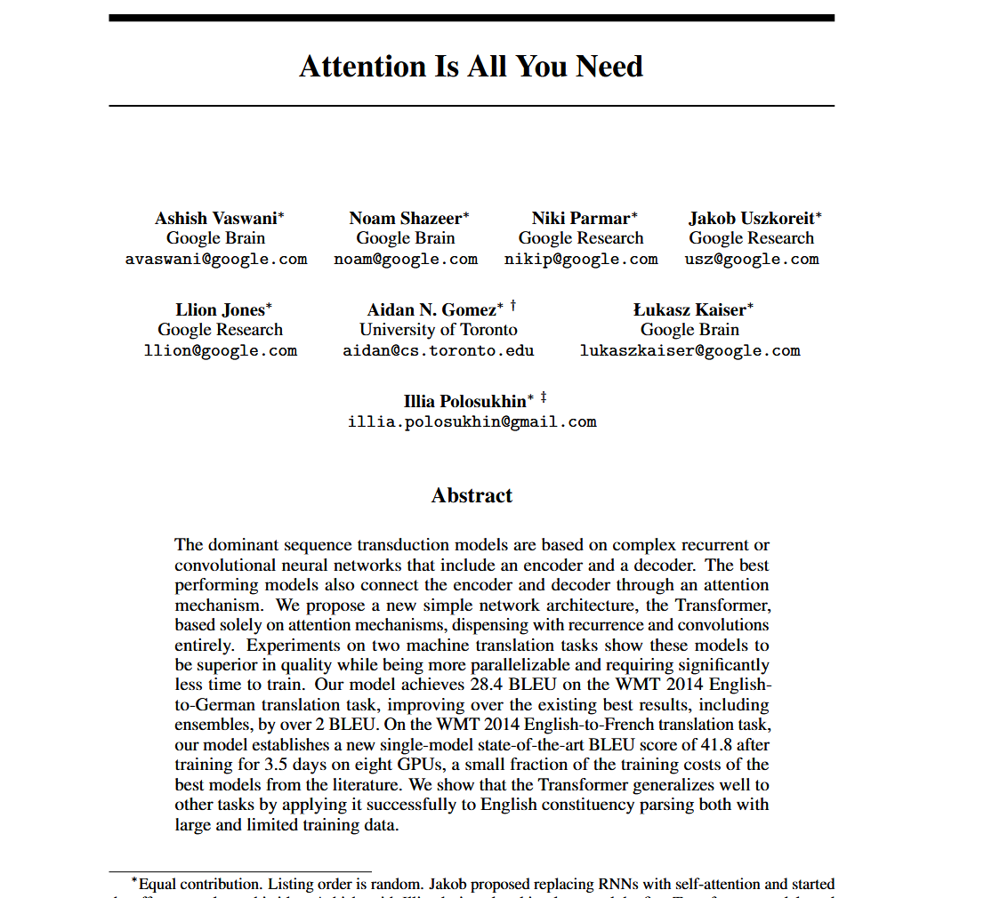 Attention Is All You Need
Ashish Vaswani* Noam Shazeer* Niki Parmar* Jakob Uszkoreit*
Google Brain Google Brain Google Research Google Research
avaswani@google.com noam@google.com nikip@google.com usz@google.com
Llion Jones* Aidan N. Gomez* † Łukasz Kaiser*
Google Research University of Toronto Google Brain
llion@google.com aidan@cs.toronto.edu lukaszkaiser@google.com
Illia Polosukhin* ‡
illia.polosukhin@gmail.com
Abstract
The dominant sequence transduction models are based on complex recurrent or
convolutional neural networks that include an encoder and a decoder. The best
performing models also connect the encoder and decoder through an attention
mechanism. We propose a new simple network architecture, the Transformer,
based solely on attention mechanisms, dispensing with recurrence and convolutions
entirely. Experiments on two machine translation tasks show these models to
be superior in quality while being more parallelizable and requiring significantly
less time to train. Our model achieves 28.4 BLEU on the WMT 2014 English-
to-German translation task, improving over the existing best results, including
ensembles, by over 2 BLEU. On the WMT 2014 English-to-French translation task,
our model establishes a new single-model state-of-the-art BLEU score of 41.8 after
training for 3.5 days on eight GPUs, a small fraction of the training costs of the
best models from the literature. We show that the Transformer generalizes well to
other tasks by applying it successfully to English constituency parsing both with
large and limited training data.
*Equal contribution. Listing order is random. Jakob proposed replacing RNNs with self-attention and started